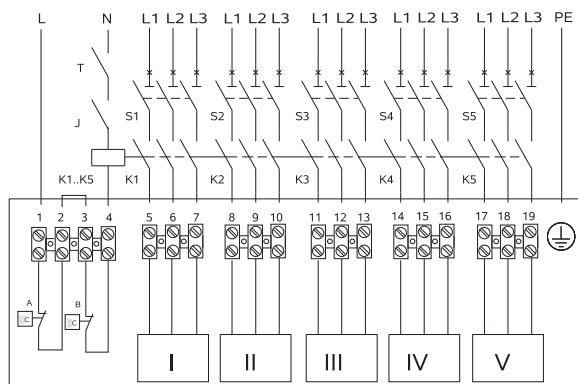 L N L1 L2 L3 L1 L2 L3 L1 L2 L3 L1 L2 L3 L1 L2 L3 PE
T
J S1 S2 S3 S4 S5
K1..K5 K1 K2 K3 K4 K5
1 2 3 4 5 6 7 8 9 10 11 12 13 14 15 16 17 18 19
A B
C C
I II III IV V